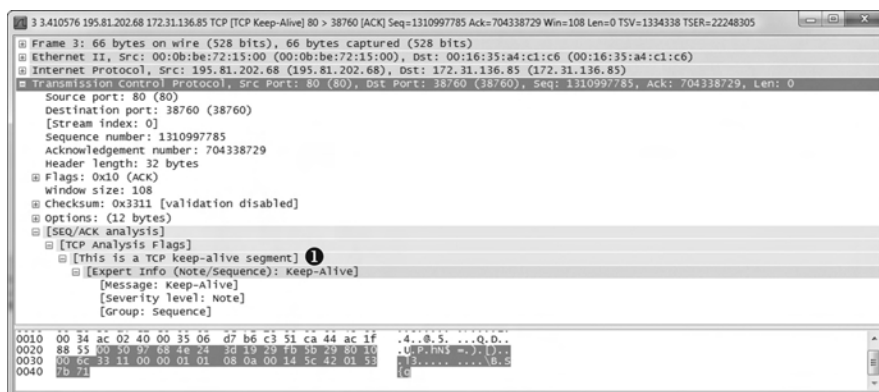 3 3.410576 195.81.202.68 172.31.136.85 TCP [TCP Keep-Alive] 80 > 38760 [ACK] Seq=1310997785 Ack=704338729 Win=108 Len=0 TSV=1334338 TSER=22248305
Frame 3: 66 bytes on wire (528 bits), 66 bytes captured (528 bits)
Ethernet II, Src: 00:0b:be:72:15:00 (00:0b:be:72:15:00), Dst: 00:16:35:a4:c1:c6 (00:16:35:a4:c1:c6)
Internet Protocol, Src: 195.81.202.68 (195.81.202.68), Dst: 172.31.136.85 (172.31.136.85)
Transmission Control Protocol, Src Port: 80 (80), Dst Port: 38760 (38760), Seq: 1310997785, Ack: 704338729, Len: 0
Source port: 80 (80)
Destination port: 38760 (38760)
[Stream index: 0]
Sequence number: 1310997785
Acknowledgement number: 704338729
Header length: 32 bytes
Flags: 0x10 (ACK)
Window size: 108
Checksum: 0x3311 [validation disabled]
Options: (12 bytes)
[SEQ/ACK analysis]
[TCP Analysis Flags]
[This is a TCP keep-alive segment] ❶
[Expert Info (Note/Sequence): Keep-Alive]
[Message: Keep-Alive]
[Severity level: Note]
[Group: Sequence]
0010 00 34 ac 02 40 00 35 06 d7 b6 c3 51 ca 44 ac 1f .4..@.5. ...Q.D..
0020 88 55 00 50 97 68 4e 24 3d 19 29 fb 5b 29 80 10 .U.P.hN$ =.).[)..
0030 00 6c 33 11 00 00 01 01 08 0a 00 14 5c 42 01 53 .l3..... ....\B.S
0040 7b 71 {q